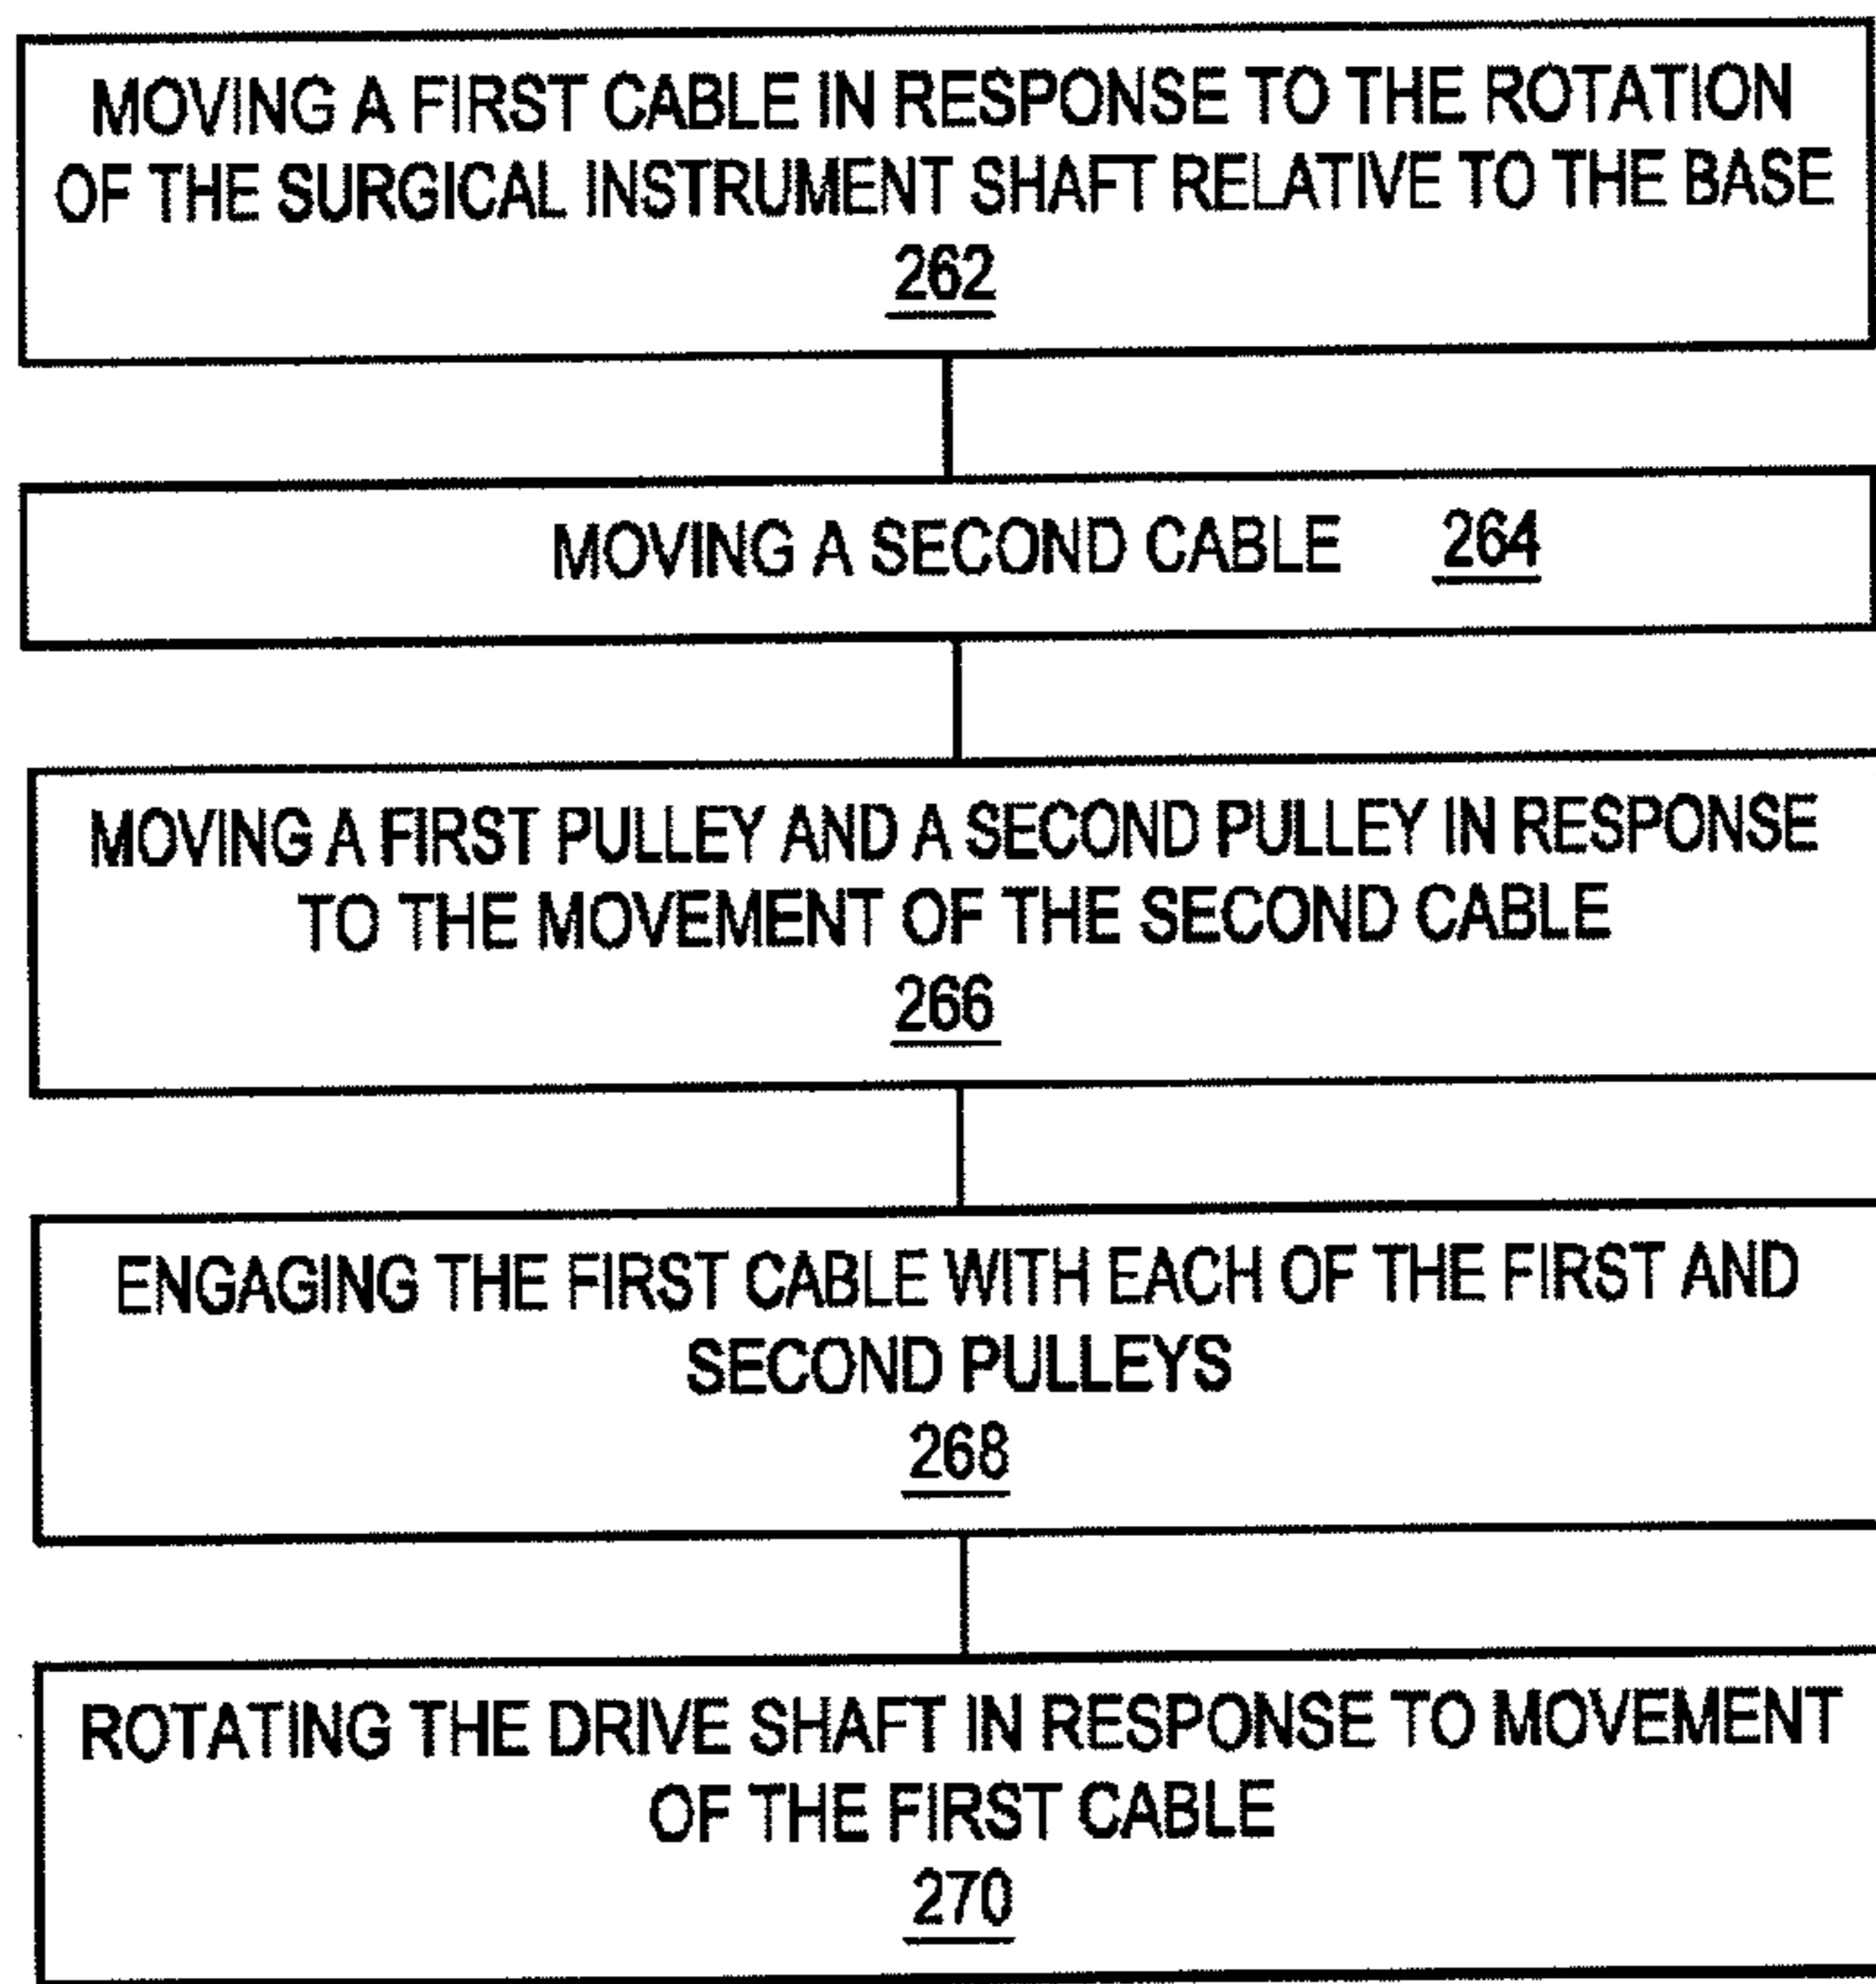 MOVING A FIRST CABLE IN RESPONSE TO THE ROTATION
OF THE SURGICAL INSTRUMENT SHAFT RELATIVE TO THE BASE
262
MOVING A SECOND CABLE 264
MOVING A FIRST PULLEY AND A SECOND PULLEY IN RESPONSE
TO THE MOVEMENT OF THE SECOND CABLE
266
ENGAGING THE FIRST CABLE WITH EACH OF THE FIRST AND
SECOND PULLEYS
268
ROTATING THE DRIVE SHAFT IN RESPONSE TO MOVEMENT
OF THE FIRST CABLE
270